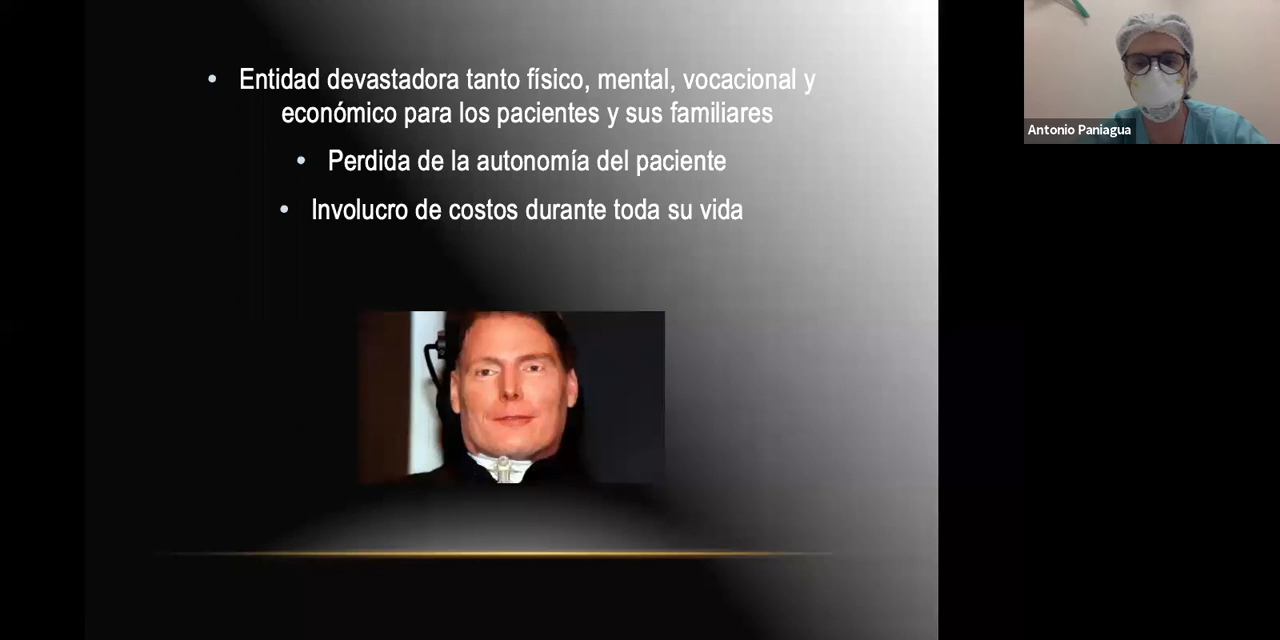 • Entidad devastadora tanto físico, mental, vocacional y
económico para los pacientes y sus familiares
• Perdida de la autonomía del paciente
• Involucro de costos durante toda su vida
Antonio Paniagua